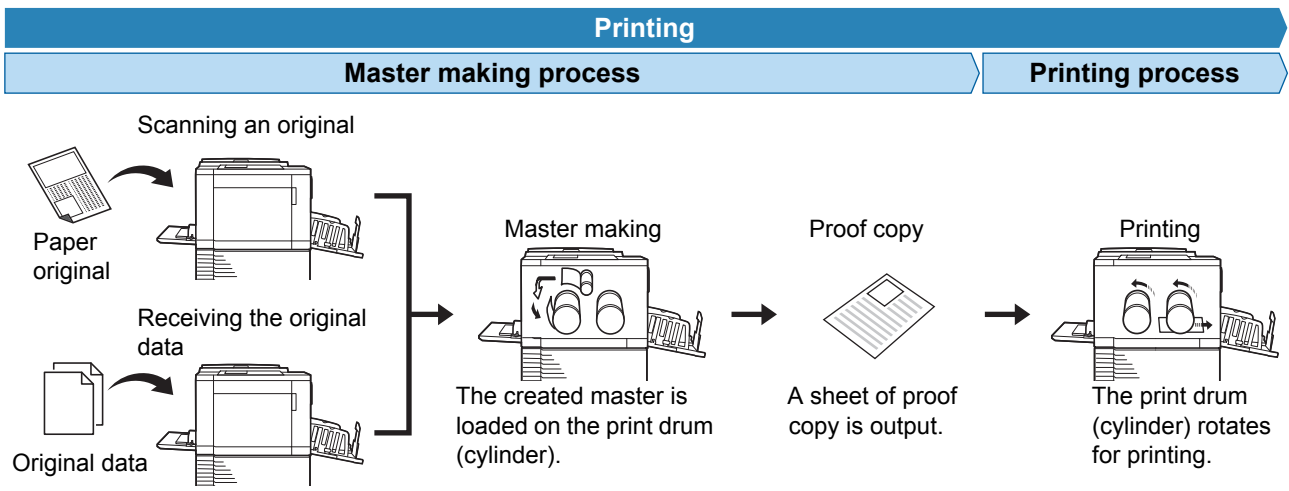 Printing
Master making process
Printing process
Scanning an original
Paper
original
Receiving the original
data
Original data
Master making
The created master is
loaded on the print drum
(cylinder).
Proof copy
A sheet of proof
copy is output.
Printing
The print drum
(cylinder) rotates
for printing.